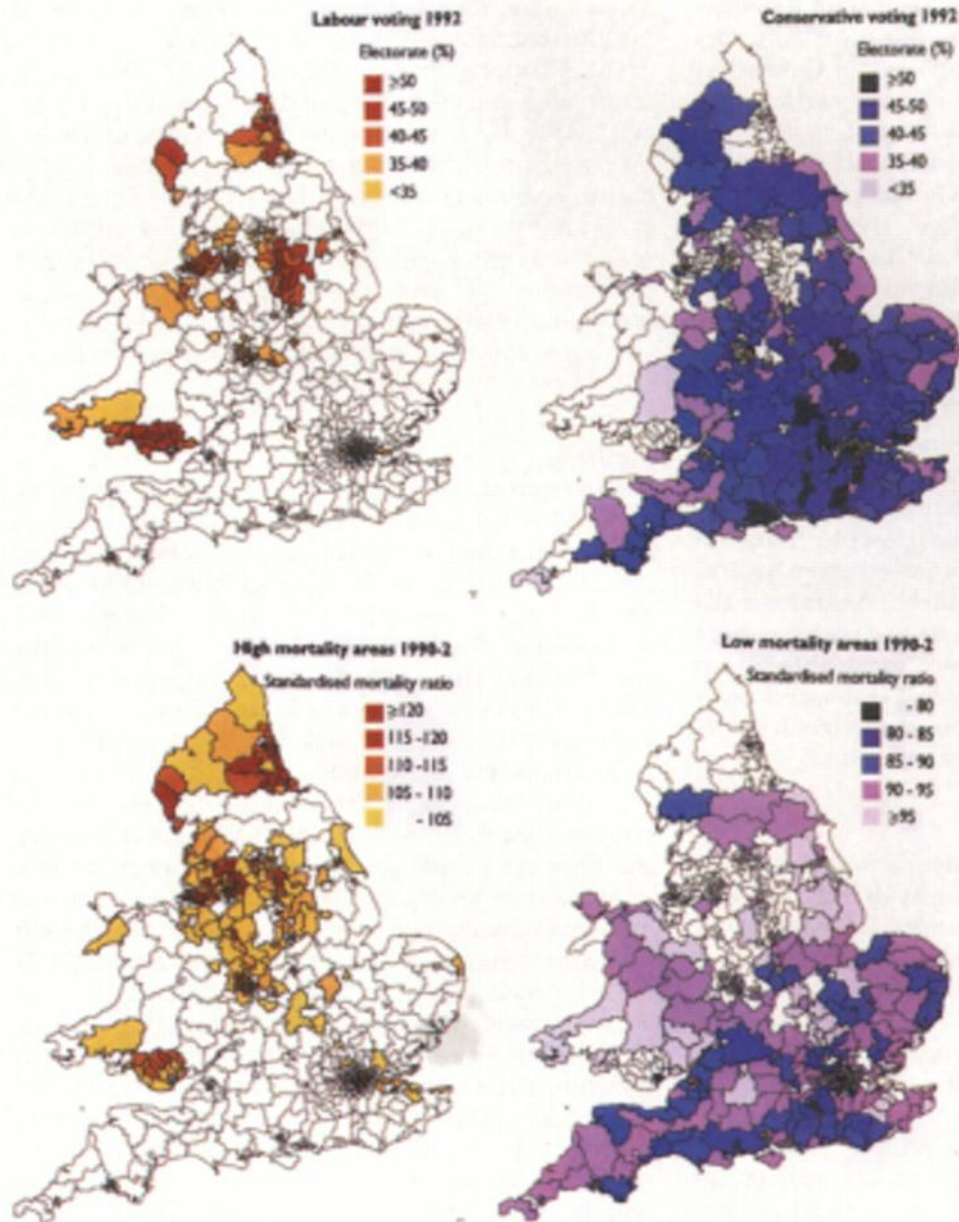 Labour voting 1992
Electorate (%)
≥50
45-50
40-45
35-40
<35
Conservative voting 1992
Electorate (%)
≥50
45-50
40-45
35-40
<35
High mortality areas 1990-2
Standardised mortality ratio
≥120
115 -120
110 -115
105 - 110
- 105
Low mortality areas 1990-2
Standardised mortality ratio
- 80
80 - 85
85 - 90
90 - 95
≥95